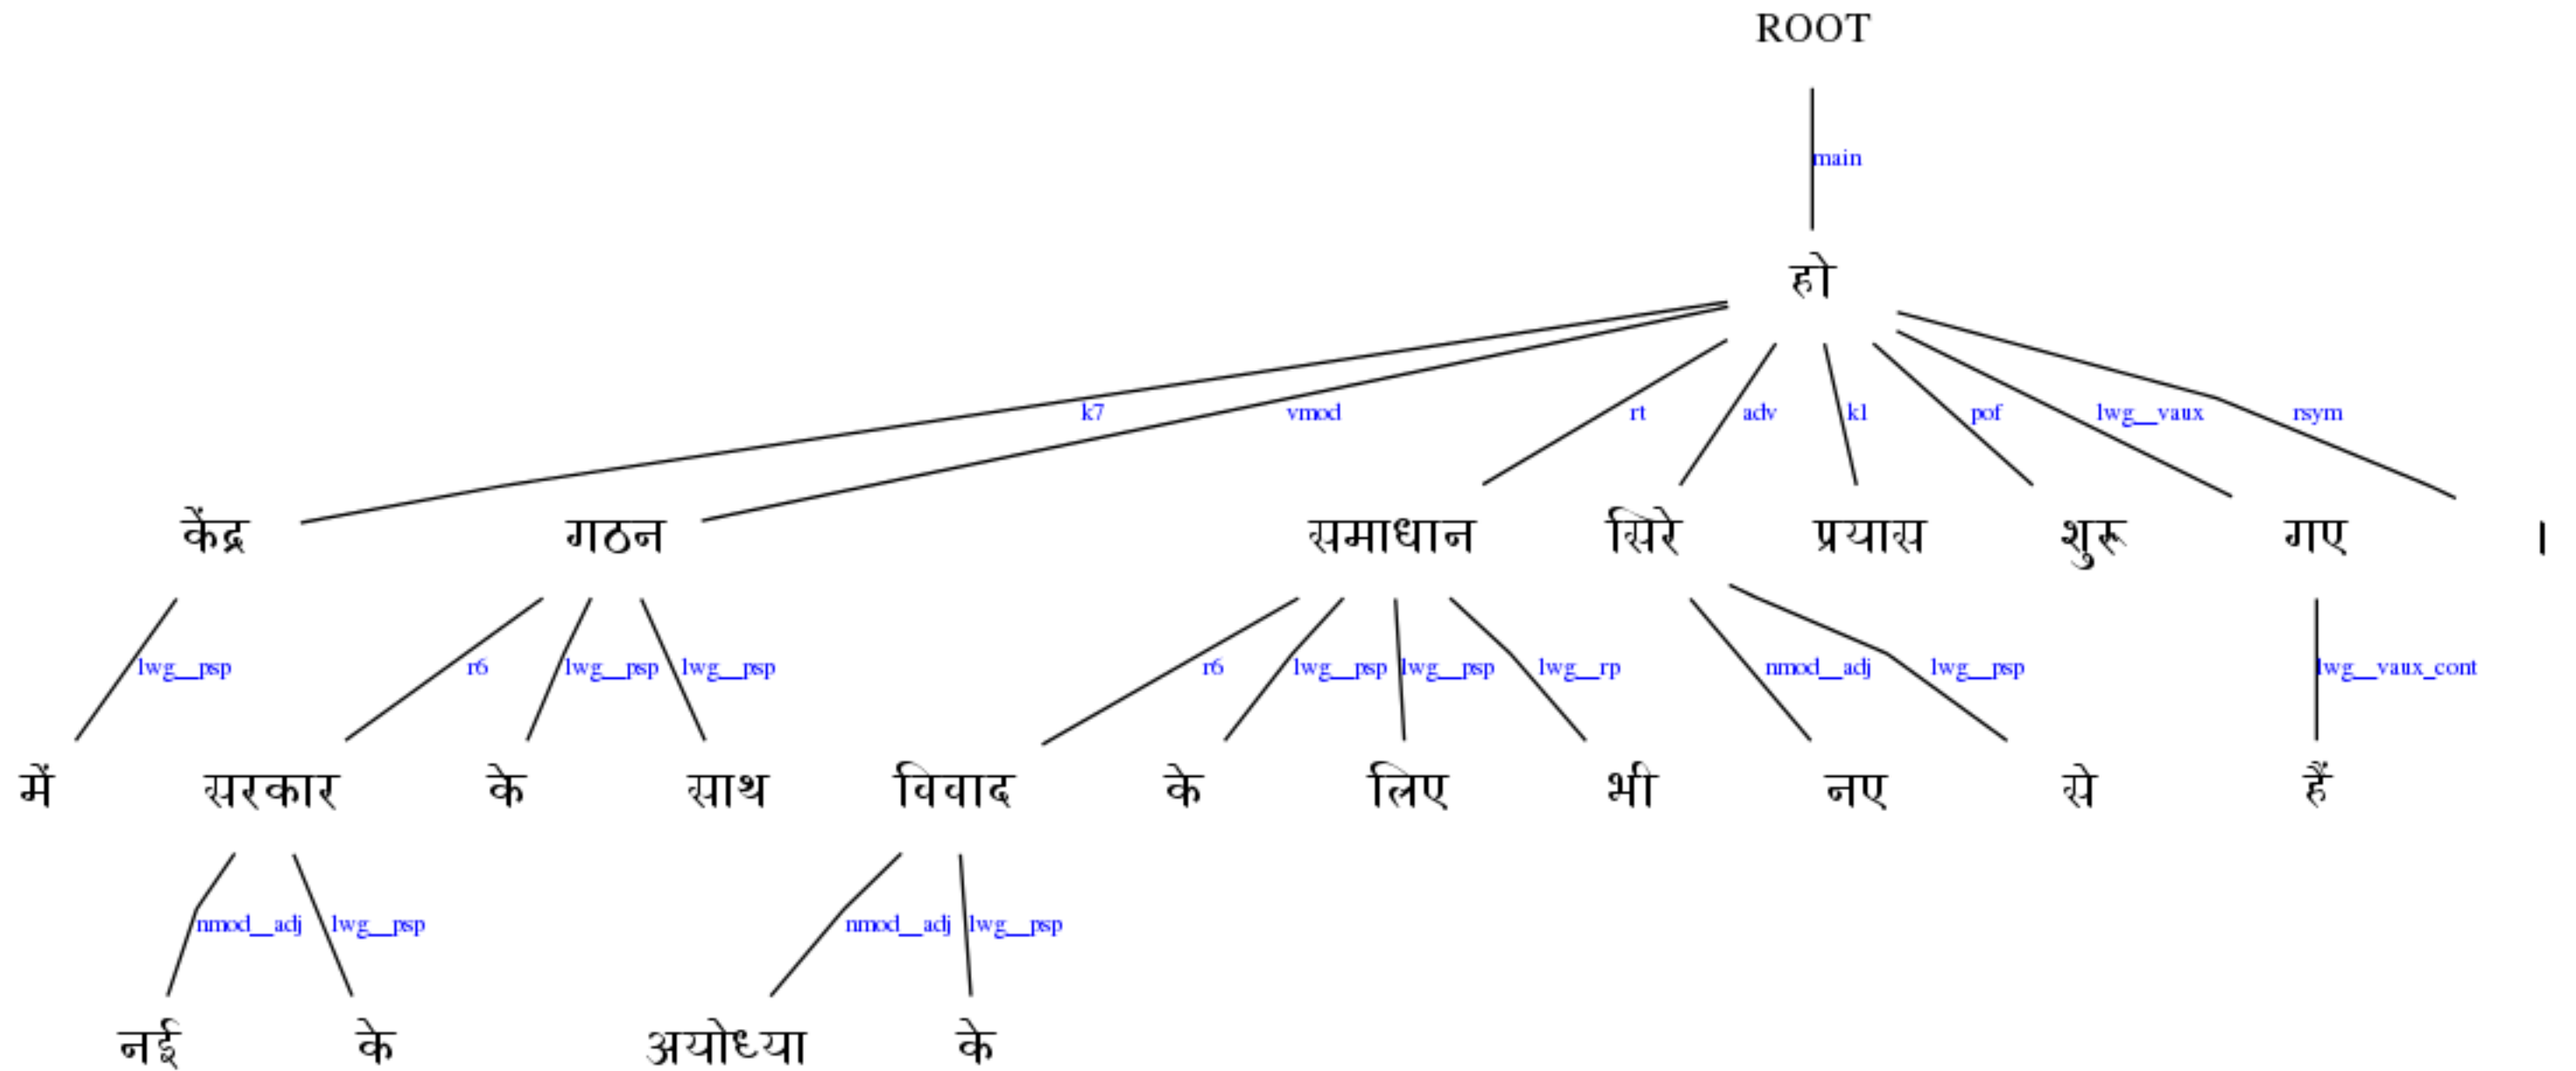 ROOT
main
हो
k7 vmod rt adv k1 pof lwg__vaux rsym
केंद्र गठन समाधान सिरे प्रयास शुरू गए ।
lwg__psp r6 lwg__psp lwg__psp r6 lwg__psp lwg__psp lwg__rp nmod__adj lwg__psp lwg__vaux_cont
में सरकार के साथ विवाद के लिए भी नए से हैं
nmod__adj lwg__psp nmod__adj lwg__psp
नई के अयोध्या के